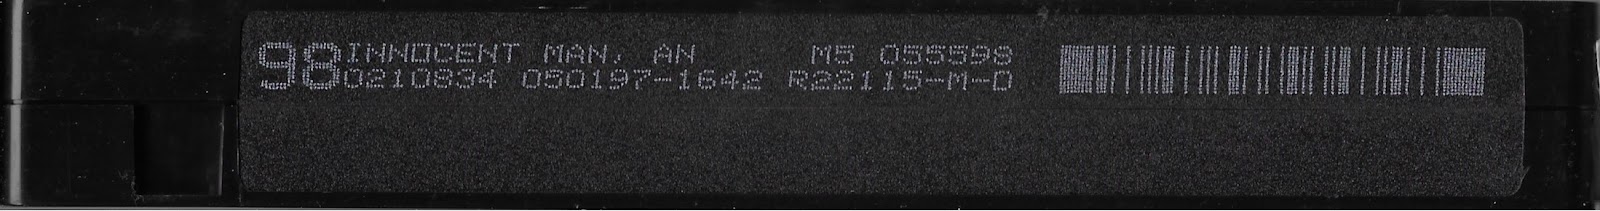 98 INNOCENT MAN, AN M5 055598
0210834 050197-1642 R22115-M-D